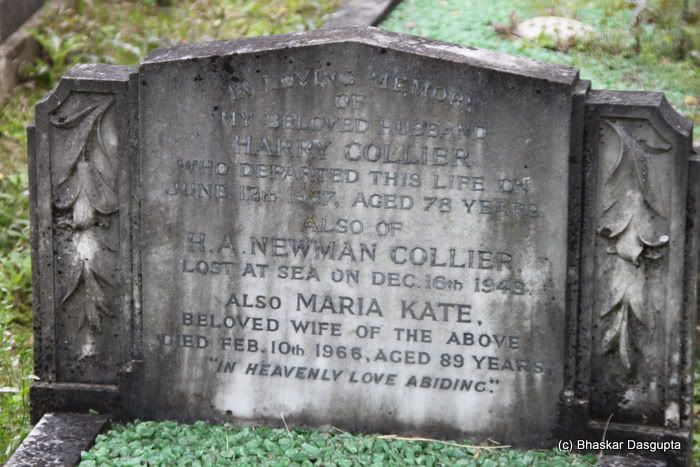 IN LOVING MEMORY
OF
MY BELOVED HUSBAND
HARRY COLLIER
WHO DEPARTED THIS LIFE ON
JUNE 12th AGED 78 YEARS
ALSO OF
H.A. NEWMAN COLLIER
LOST AT SEA ON DEC. 16th
ALSO MARIA KATE,
BELOVED WIFE OF THE ABOVE
DIED FEB. 10th 1966, AGED 89 YEARS.
"IN HEAVENLY LOVE ABIDING."
(c) Bhaskar Dasgupta